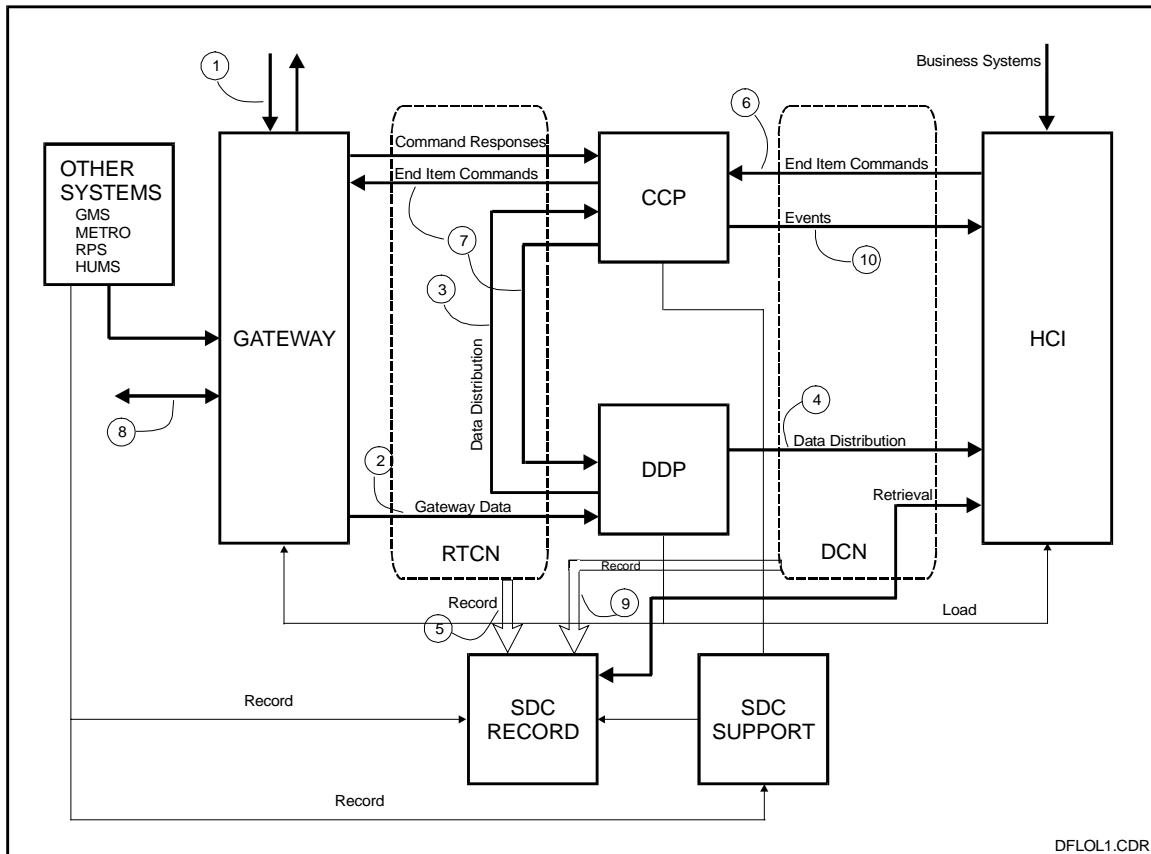 1
Business Systems
6
OTHER
SYSTEMS
GMS
METRO
RPS
HUMS
Command Responses
End Item Commands
CCP
End Item Commands
Events
7
10
3
GATEWAY
HCI
Data Distribution
8
4
Data Distribution
2
DDP
Gateway Data
Retrieval
RTCN
DCN
Record
Record
9
5
Load
SDC
RECORD
SDC
SUPPORT
Record
Record
DFLOL1.CDR